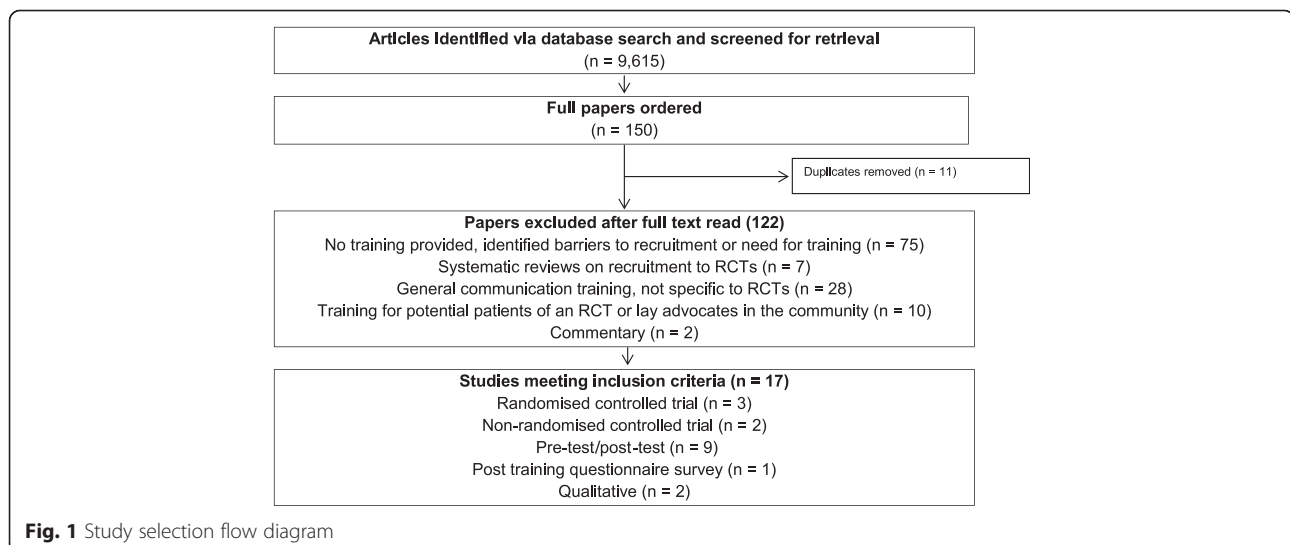 Articles identified via database search and screened for retrieval
(n = 9,615)
Full papers ordered
(n = 150)
Duplicates removed (n = 11)
Papers excluded after full text read (122)
No training provided, identified barriers to recruitment or need for training (n = 75)
Systematic reviews on recruitment to RCTs (n = 7)
General communication training, not specific to RCTs (n = 28)
Training for potential patients of an RCT or lay advocates in the community (n = 10)
Commentary (n = 2)
Studies meeting inclusion criteria (n = 17)
Randomised controlled trial (n = 3)
Non-randomised controlled trial (n = 2)
Pre-test/post-test (n = 9)
Post training questionnaire survey (n = 1)
Qualitative (n = 2)
Fig. 1 Study selection flow diagram